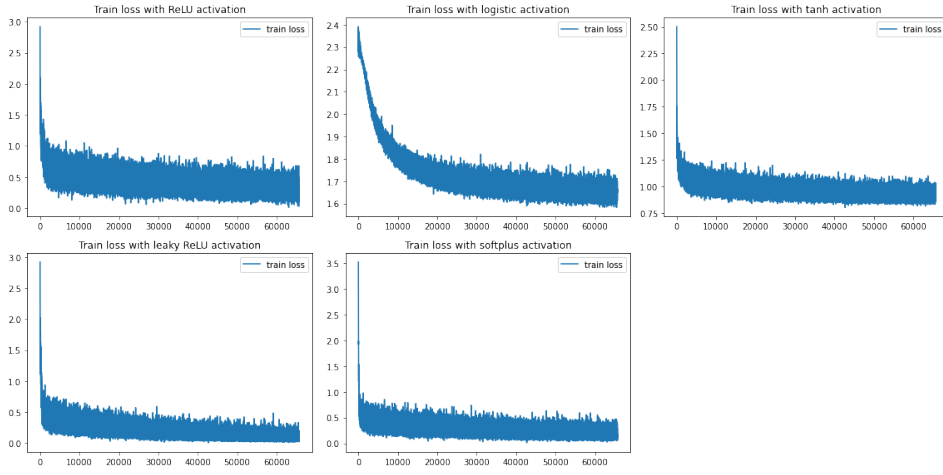 Train loss with ReLU activation
train loss
3.0
2.5
2.0
1.5
1.0
0.5
0.0
0 10000 20000 30000 40000 50000 60000
Train loss with logistic activation
train loss
2.4
2.3
2.2
2.1
2.0
1.9
1.8
1.7
1.6
0 10000 20000 30000 40000 50000 60000
Train loss with tanh activation
train loss
2.50
2.25
2.00
1.75
1.50
1.25
1.00
0.75
0 10000 20000 30000 40000 50000 60000
Train loss with leaky ReLU activation
train loss
3.0
2.5
2.0
1.5
1.0
0.5
0.0
0 10000 20000 30000 40000 50000 60000
Train loss with softplus activation
train loss
3.5
3.0
2.5
2.0
1.5
1.0
0.5
0.0
0 10000 20000 30000 40000 50000 60000